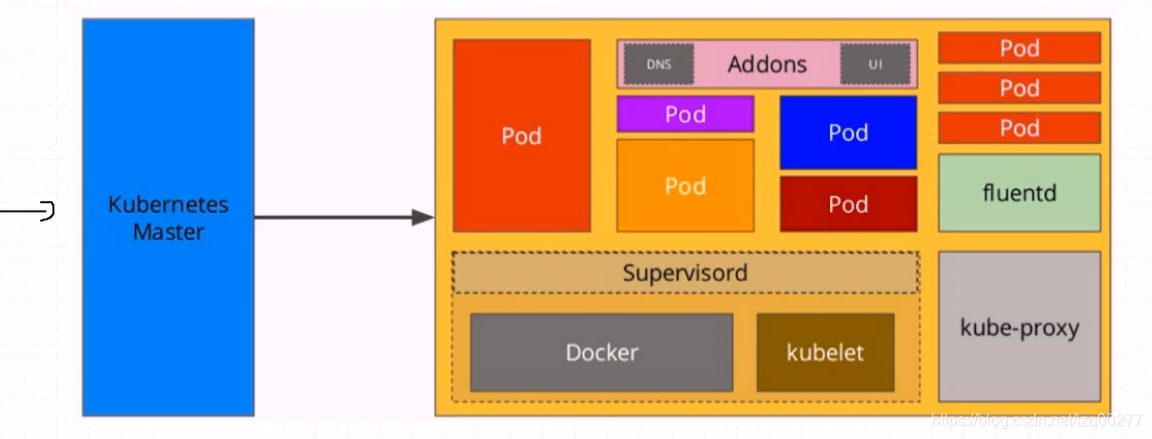 Kubernetes
Master
Pod
DNS
Addons
UI
Pod
Pod
Pod
Pod
Pod
Pod
Pod
fluentd
Supervisord
Docker
kubelet
kube-proxy
https://blog.csdn.net/lzq00277